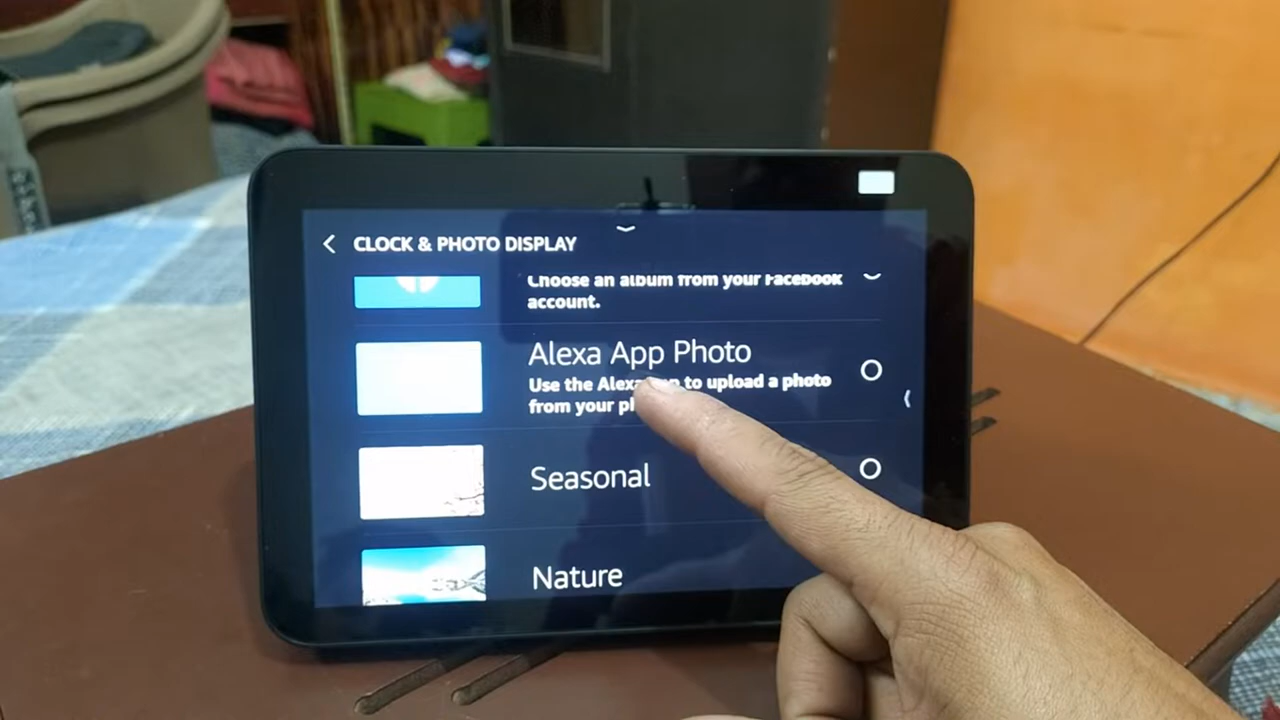 CLOCK & PHOTO DISPLAY
Choose an album from your Facebook
account.
Alexa App Photo
Use the Alexa to upload a photo
from your
Seasonal
Nature